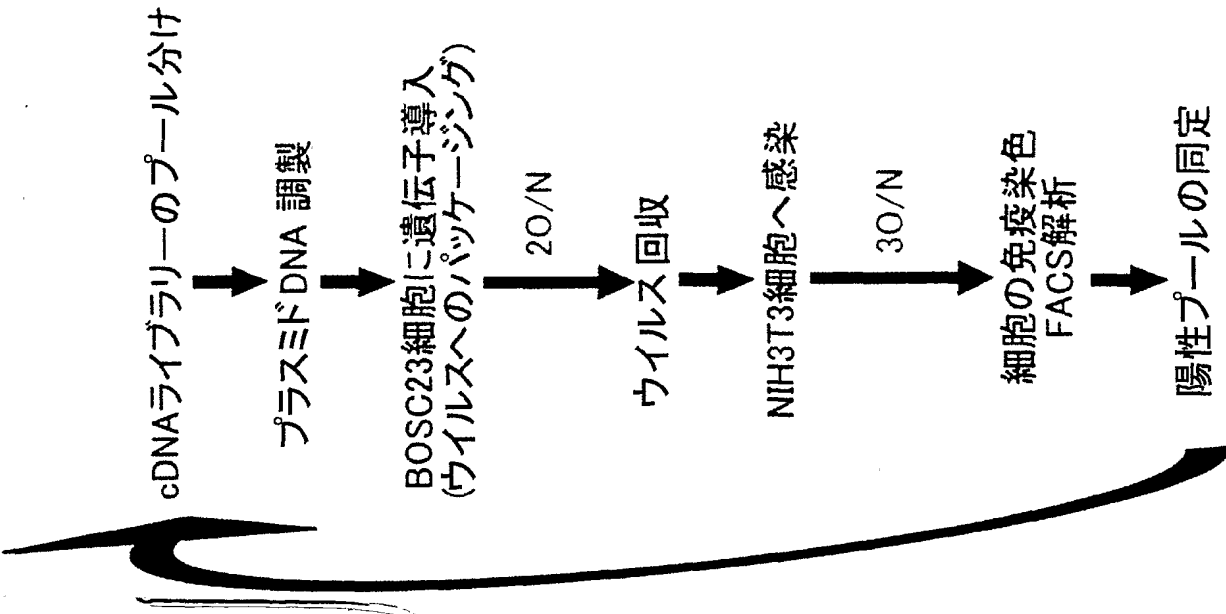 cDNAライブラリーのプール分け
プラスミドDNA 調製
BOSC23細胞に遺伝子導入
(ウイルスへのパッケージング)
2O/N
ウイルス回収
NIH3T3細胞へ感染
3O/N
細胞の免疫染色
FACS解析
陽性プールの同定